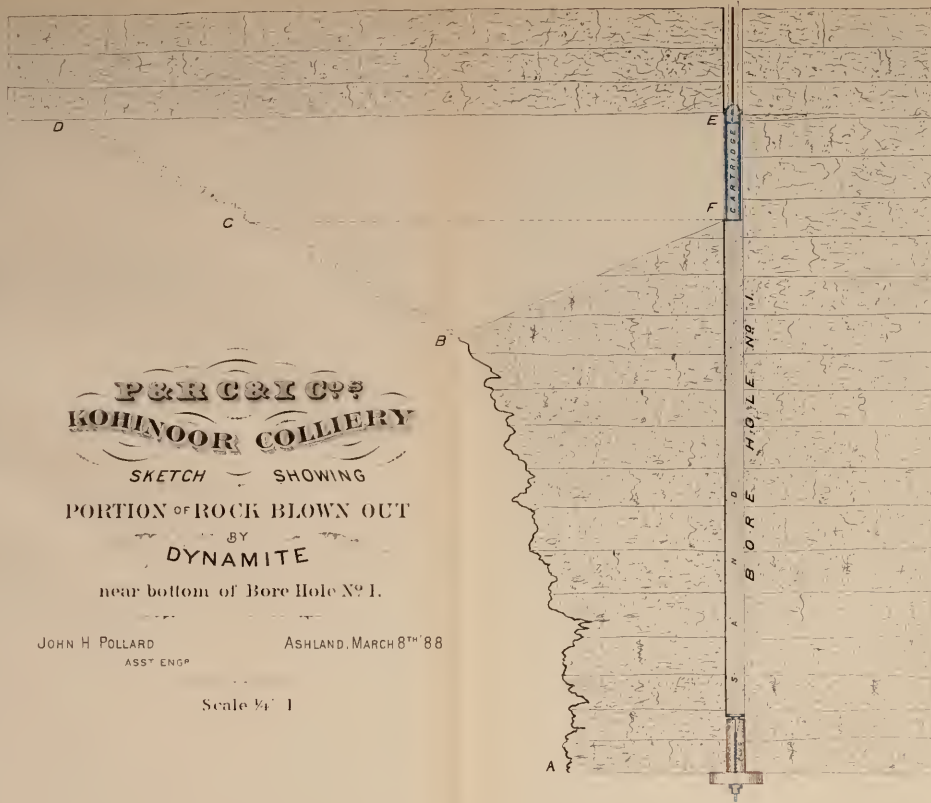 D
E
CARTRIDGE
F
C
B
BORE HOLE Nº 1.
SAND
A
P & R C & I Cº'S
KOHINOOR COLLIERY
SKETCH SHOWING
PORTION OF ROCK BLOWN OUT
BY
DYNAMITE
near bottom of Bore Hole Nº 1.
JOHN H POLLARD
ASST ENGR
ASHLAND, MARCH 8TH '88
Scale ¼" 1